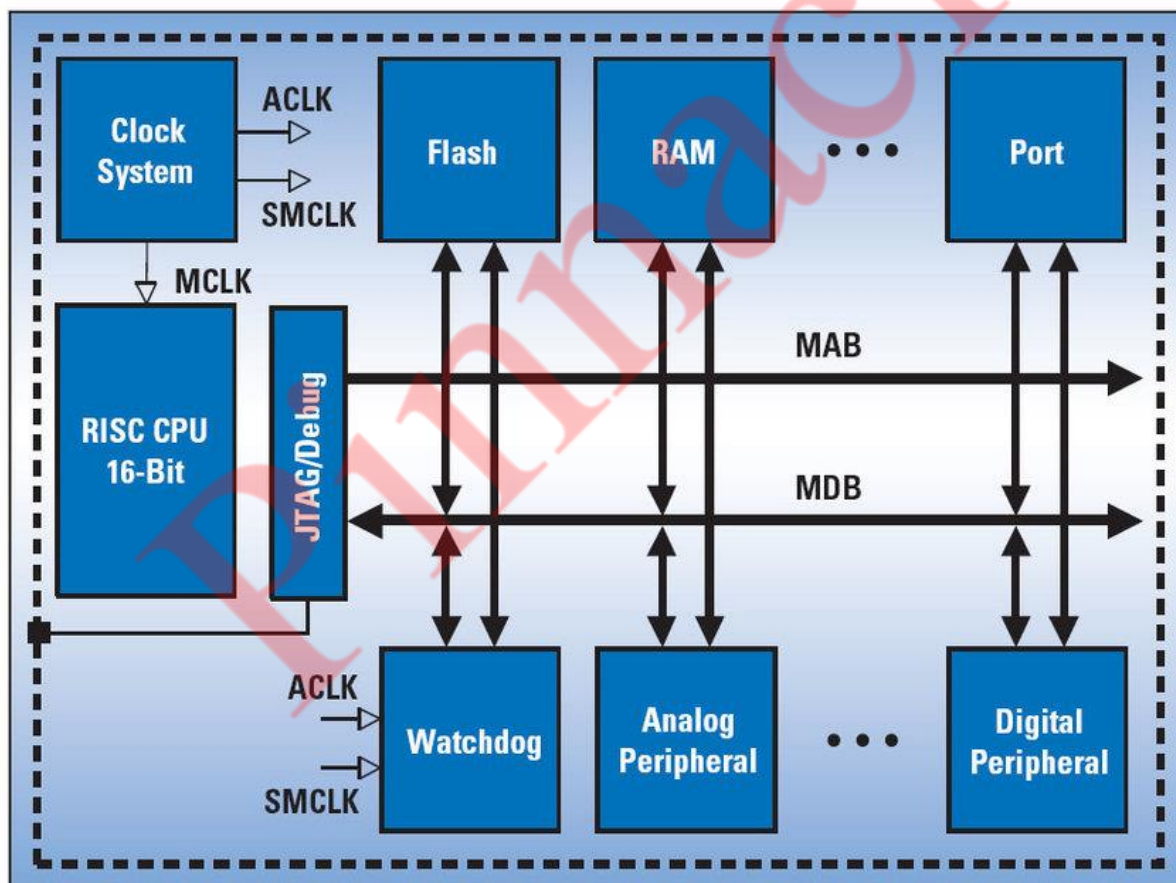 Clock
System
ACLK
SMCLK
MCLK
Flash
RAM
Port
RISC CPU
16-Bit
JTAG/Debug
MAB
MDB
ACLK
SMCLK
Watchdog
Analog
Peripheral
Digital
Peripheral